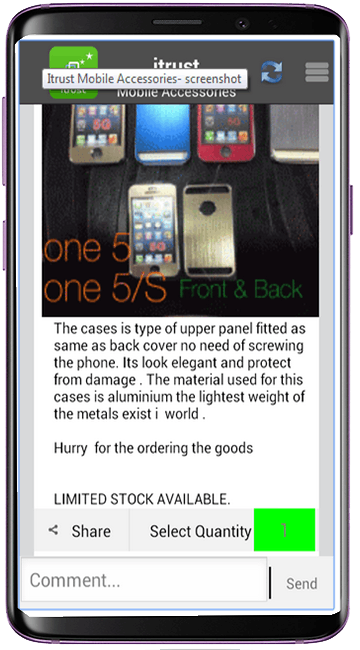 itrust
Itrust Mobile Accessories- screenshot
itrust
Mobile Accessories
5G
5G
5G
one 5
one 5/S Front & Back
The cases is type of upper panel fitted as
same as back cover no need of screwing
the phone. Its look elegant and protect
from damage . The material used for this
cases is aluminium the lightest weight of
the metals exist i world .
Hurry for the ordering the goods
LIMITED STOCK AVAILABLE.
Share Select Quantity 1
Comment... Send